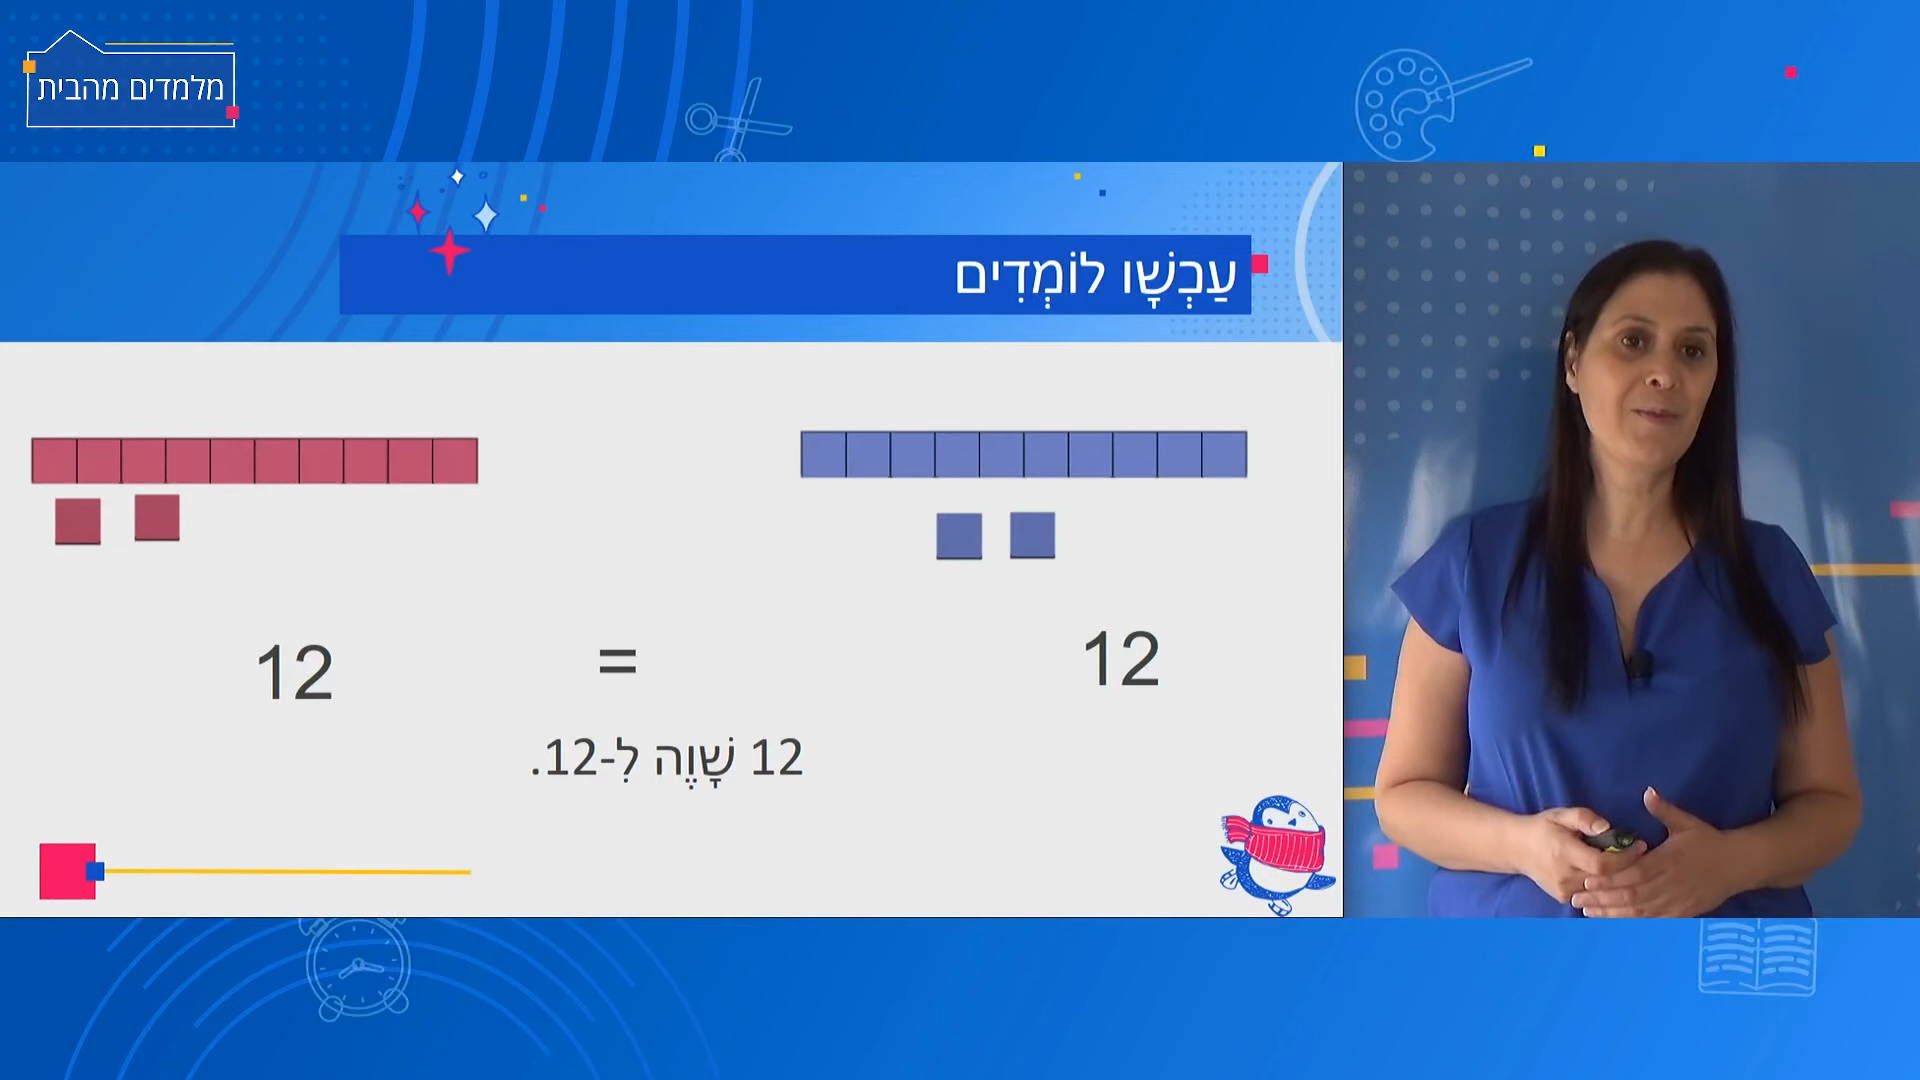 מלמדים מהבית
עַכְשָׁו לוֹמְדִים
12 = 12
12 שָׁוֶה לְ-12.